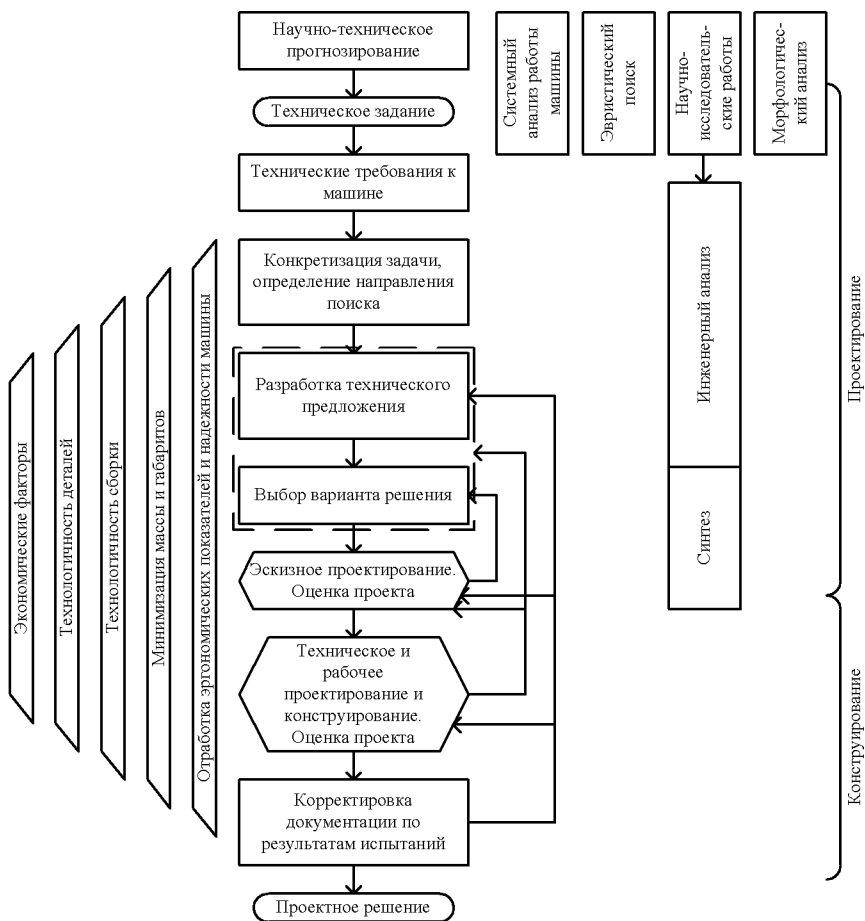 Научно-техническое
прогнозирование
Техническое задание
Технические требования к
машине
Конкретизация задачи,
определение направления
поиска
Разработка технического
предложения
Выбор варианта решения
Эскизное проектирование.
Оценка проекта
Техническое и
рабочее
проектирование и
конструирование.
Оценка проекта
Корректировка
документации по
результатам испытаний
Проектное решение
Экономические факторы
Технологичность деталей
Технологичность сборки
Минимизация массы и габаритов
Отработка эргономических показателей и надежности машины
Системный
анализ работы
машины
Эвристический
поиск
Научно-
исследователь-
ские работы
Морфологичес-
кий анализ
Инженерный анализ
Синтез
Проектирование
Конструирование